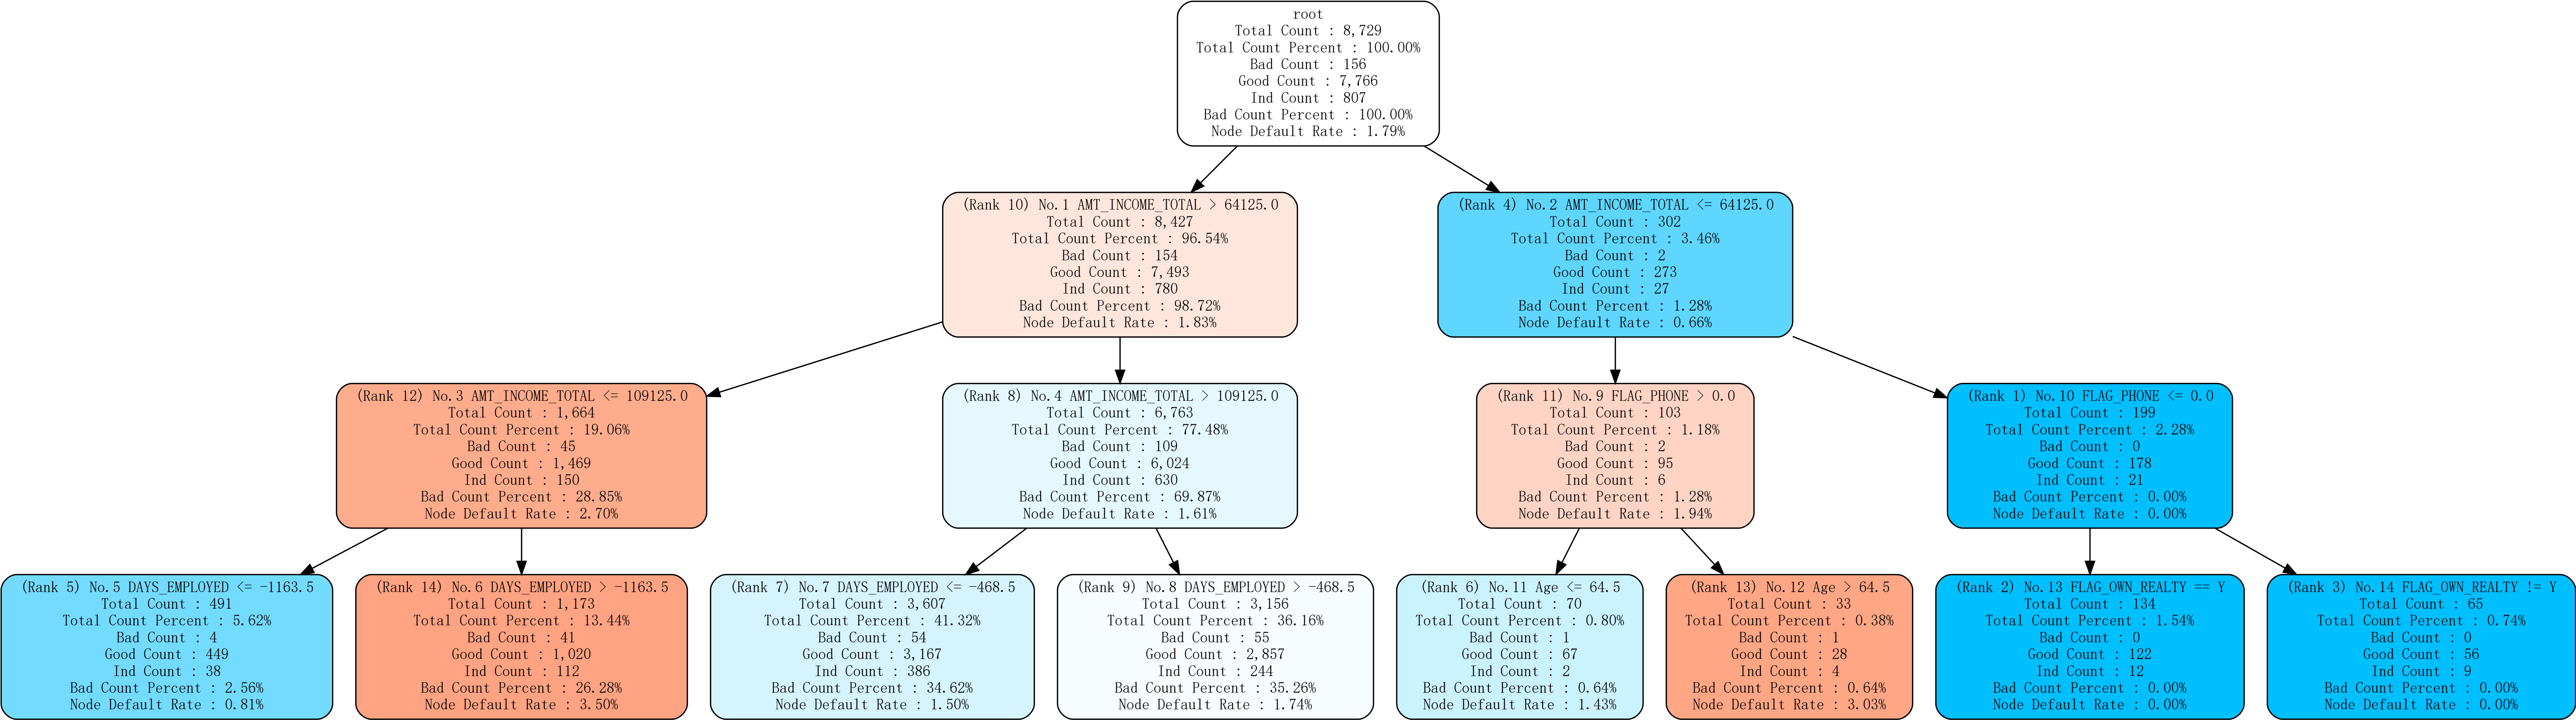 root
Total Count : 8,729
Total Count Percent : 100.00%
Bad Count : 156
Good Count : 7,766
Ind Count : 807
Bad Count Percent : 100.00%
Node Default Rate : 1.79%
(Rank 10) No.1 AMT_INCOME_TOTAL > 64125.0
Total Count : 8,427
Total Count Percent : 96.54%
Bad Count : 154
Good Count : 7,493
Ind Count : 780
Bad Count Percent : 98.72%
Node Default Rate : 1.83%
(Rank 4) No.2 AMT_INCOME_TOTAL <= 64125.0
Total Count : 302
Total Count Percent : 3.46%
Bad Count : 2
Good Count : 273
Ind Count : 27
Bad Count Percent : 1.28%
Node Default Rate : 0.66%
(Rank 12) No.3 AMT_INCOME_TOTAL <= 109125.0
Total Count : 1,664
Total Count Percent : 19.06%
Bad Count : 45
Good Count : 1,469
Ind Count : 150
Bad Count Percent : 28.85%
Node Default Rate : 2.70%
(Rank 8) No.4 AMT_INCOME_TOTAL > 109125.0
Total Count : 6,763
Total Count Percent : 77.48%
Bad Count : 109
Good Count : 6,024
Ind Count : 630
Bad Count Percent : 69.87%
Node Default Rate : 1.61%
(Rank 11) No.9 FLAG_PHONE > 0.0
Total Count : 103
Total Count Percent : 1.18%
Bad Count : 2
Good Count : 95
Ind Count : 6
Bad Count Percent : 1.28%
Node Default Rate : 1.94%
(Rank 1) No.10 FLAG_PHONE <= 0.0
Total Count : 199
Total Count Percent : 2.28%
Bad Count : 0
Good Count : 178
Ind Count : 21
Bad Count Percent : 0.00%
Node Default Rate : 0.00%
(Rank 5) No.5 DAYS_EMPLOYED <= -1163.5
Total Count : 491
Total Count Percent : 5.62%
Bad Count : 4
Good Count : 449
Ind Count : 38
Bad Count Percent : 2.56%
Node Default Rate : 0.81%
(Rank 14) No.6 DAYS_EMPLOYED > -1163.5
Total Count : 1,173
Total Count Percent : 13.44%
Bad Count : 41
Good Count : 1,020
Ind Count : 112
Bad Count Percent : 26.28%
Node Default Rate : 3.50%
(Rank 7) No.7 DAYS_EMPLOYED <= -468.5
Total Count : 3,607
Total Count Percent : 41.32%
Bad Count : 54
Good Count : 3,167
Ind Count : 386
Bad Count Percent : 34.62%
Node Default Rate : 1.50%
(Rank 9) No.8 DAYS_EMPLOYED > -468.5
Total Count : 3,156
Total Count Percent : 36.16%
Bad Count : 55
Good Count : 2,857
Ind Count : 244
Bad Count Percent : 35.26%
Node Default Rate : 1.74%
(Rank 6) No.11 Age <= 64.5
Total Count : 70
Total Count Percent : 0.80%
Bad Count : 1
Good Count : 67
Ind Count : 2
Bad Count Percent : 0.64%
Node Default Rate : 1.43%
(Rank 13) No.12 Age > 64.5
Total Count : 33
Total Count Percent : 0.38%
Bad Count : 1
Good Count : 28
Ind Count : 4
Bad Count Percent : 0.64%
Node Default Rate : 3.03%
(Rank 2) No.13 FLAG_OWN_REALTY == Y
Total Count : 134
Total Count Percent : 1.54%
Bad Count : 0
Good Count : 122
Ind Count : 12
Bad Count Percent : 0.00%
Node Default Rate : 0.00%
(Rank 3) No.14 FLAG_OWN_REALTY != Y
Total Count : 65
Total Count Percent : 0.74%
Bad Count : 0
Good Count : 56
Ind Count : 9
Bad Count Percent : 0.00%
Node Default Rate : 0.00%